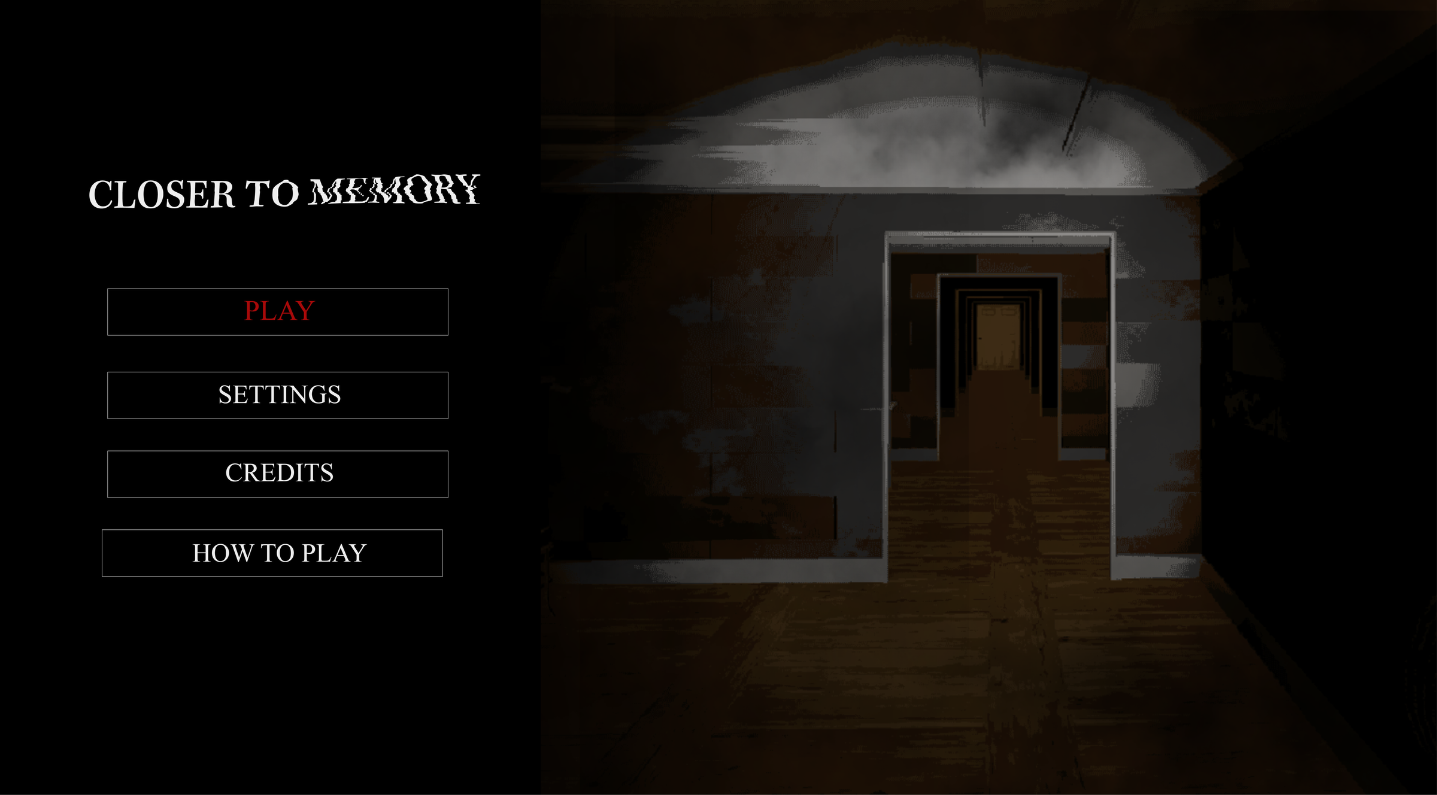 CLOSER TO MEMORY
PLAY
SETTINGS
CREDITS
HOW TO PLAY